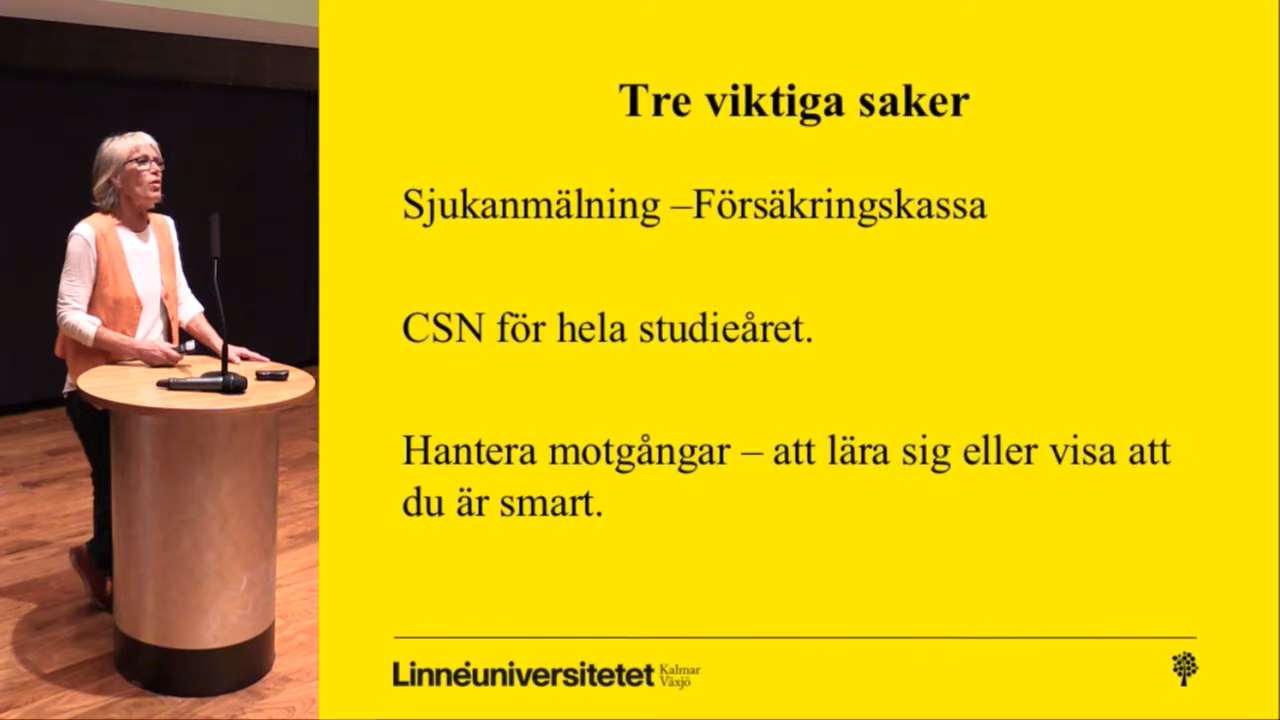 Tre viktiga saker
Sjukanmälning –Försäkringskassa
CSN för hela studieåret.
Hantera motgångar – att lära sig eller visa att
du är smart.
Linnéuniversitetet
Kalmar
Växjö